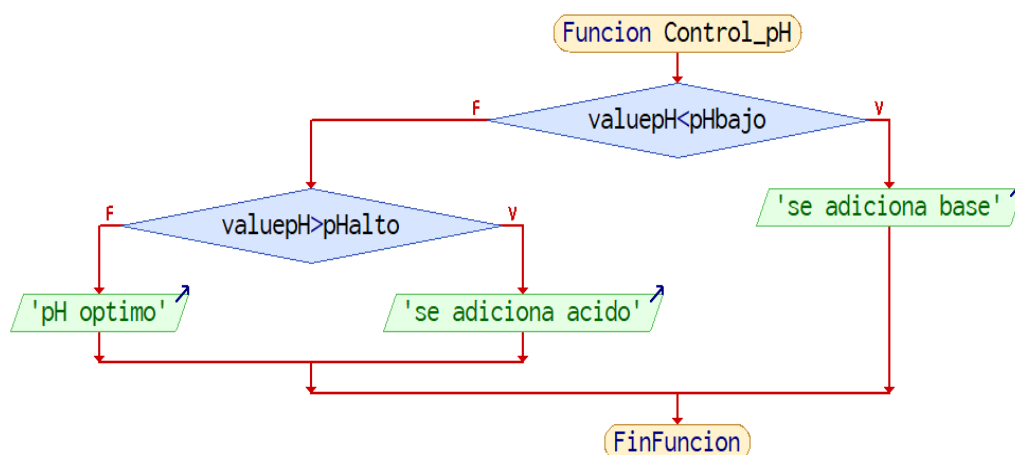 Funcion Control_pH
F
V
valuepH<pHbajo
'se adiciona base'
F
V
valuepH>pHalto
'pH optimo'
'se adiciona acido'
FinFuncion